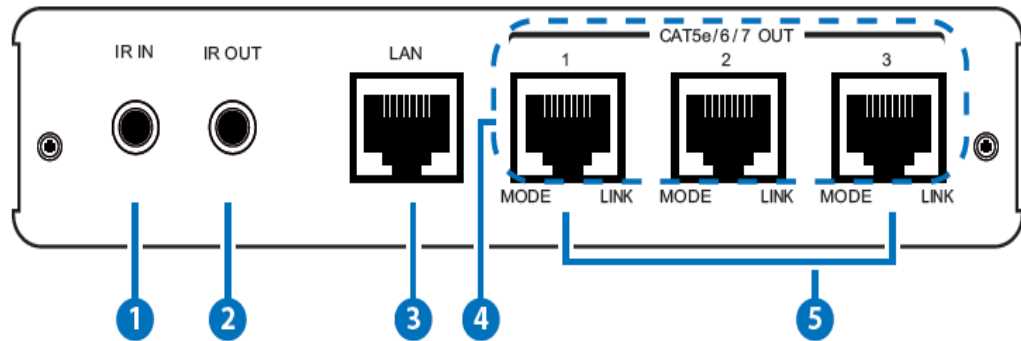 CAT5e/6/7 OUT
IR IN IR OUT LAN 1 2 3
MODE LINK MODE LINK MODE LINK
1 2 3 4 5